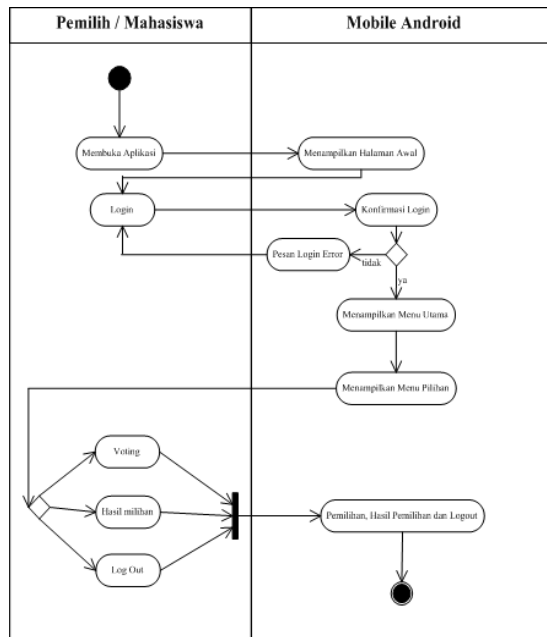 Pemilih / Mahasiswa
Mobile Android
Membuka Aplikasi
Menampilkan Halaman Awal
Login
Konfirmasi Login
Pesan Login Error
tidak
ya
Menampilkan Menu Utama
Menampilkan Menu Pilihan
Voting
Hasil milihan
Pemilihan, Hasil Pemilihan dan Logout
Log Out